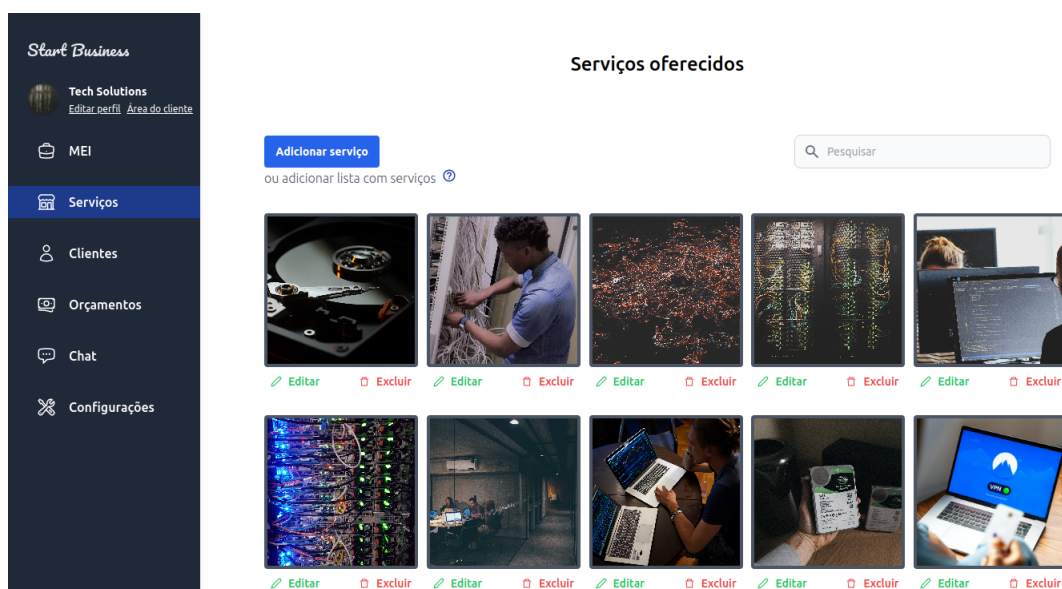 Start Business
Tech Solutions
Editar perfil Área do cliente
MEI
Serviços
Clientes
Orçamentos
Chat
Configurações
Serviços oferecidos
Adicionar serviço
Pesquisar
ou adicionar lista com serviços
Editar Excluir Editar Excluir Editar Excluir Editar Excluir Editar Excluir
VPN
Editar Excluir Editar Excluir Editar Excluir Editar Excluir Editar Excluir